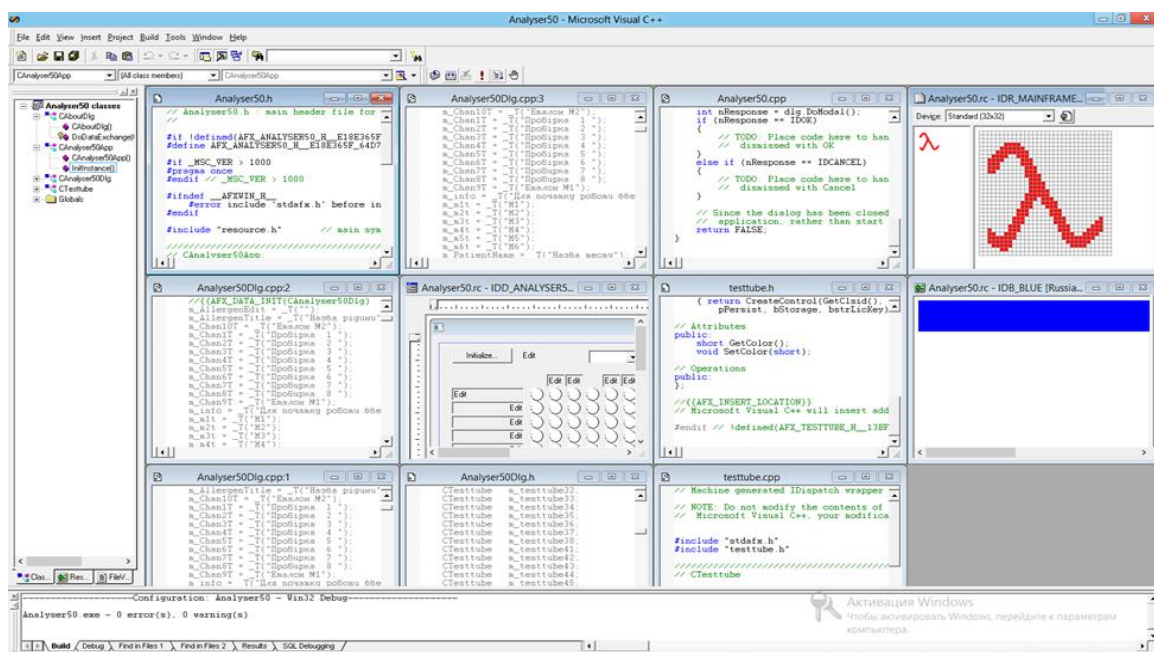 Analyser50 - Microsoft Visual C++
File Edit View Insert Project Build Tools Window Help
CAnalyser50App [All class members] CAnalyser50App
Analyser50 classes
CAboutDlg
CAboutDlg()
DoDataExchange(
CAnalyser50App
CAnalyser50App()
InitInstance()
CAnalyser50Dlg
CTesttube
Globals
Clas... Res... FileV...
Analyser50.h
// Analyser50.h : main header file for
//
#if !defined(AFX_ANALYSER50_H__E18E365F
#define AFX_ANALYSER50_H__E18E365F_64D7
#if _MSC_VER > 1000
#pragma once
#endif // _MSC_VER > 1000
#ifndef __AFXWIN_H__
#error include 'stdafx.h' before in
#endif
#include "resource.h" // main sym
// CAnalyser50App:
Analyser50Dlg.cpp:3
m_Chan10T = _T("Еталон №2");
m_Chan1T = _T("Пробірка 1 ");
m_Chan2T = _T("Пробірка 2 ");
m_Chan3T = _T("Пробірка 3 ");
m_Chan4T = _T("Пробірка 4 ");
m_Chan5T = _T("Пробірка 5 ");
m_Chan6T = _T("Пробірка 6 ");
m_Chan7T = _T("Пробірка 7 ");
m_Chan8T = _T("Пробірка 8 ");
m_Chan9T = _T("Еталон №1");
m_info = _T("Для початку роботи вве
m_m1t = _T("M1");
m_m2t = _T("M2");
m_m3t = _T("M3");
m_m4t = _T("M4");
m_m5t = _T("M5");
m_m6t = _T("M6");
m_PatientName = _T("Назва
Analyser50.cpp
int nResponse = dlg.DoModal();
if (nResponse == IDOK)
{
// TODO: Place code here to han
// dismissed with OK
}
else if (nResponse == IDCANCEL)
{
// TODO: Place code here to han
// dismissed with Cancel
}
// Since the dialog has been closed
// application, rather than start
return FALSE;
}
Analyser50.rc - IDR_MAINFRAME...
Device: Standard (32x32)
Analyser50Dlg.cpp:2
//{{AFX_DATA_INIT(CAnalyser50Dlg)
m_AllergenEdit = _T("");
m_AllergenTitle = _T("Назва рідини"
m_Chan10T = _T("Еталон №2");
m_Chan1T = _T("Пробірка 1 ");
m_Chan2T = _T("Пробірка 2 ");
m_Chan3T = _T("Пробірка 3 ");
m_Chan4T = _T("Пробірка 4 ");
m_Chan5T = _T("Пробірка 5 ");
m_Chan6T = _T("Пробірка 6 ");
m_Chan7T = _T("Пробірка 7 ");
m_Chan8T = _T("Пробірка 8 ");
m_Chan9T = _T("Еталон №1");
m_info = _T("Для початку роботи вве
m_m1t = _T("M1");
m_m2t = _T("M2");
m_m3t = _T("M3");
m_m4t = _T("M4");
Analyser50.rc - IDD_ANALYSER5...
Initialize... Edit
Edit Edit Edit Edit
Edit
Edit
Edit
Edit
testtube.h
{ return CreateControl(GetClsid(),
pPersist, bStorage, bstrLicKey)
// Attributes
public:
short GetColor();
void SetColor(short);
// Operations
public:
};
//{{AFX_INSERT_LOCATION}}
// Microsoft Visual C++ will insert add
#endif // !defined(AFX_TESTTUBE_H__13BF
Analyser50.rc - IDB_BLUE [Russia...
Analyser50Dlg.cpp:1
m_AllergenTitle = _T("Назва рідини"
m_Chan10T = _T("Еталон №2");
m_Chan1T = _T("Пробірка 1 ");
m_Chan2T = _T("Пробірка 2 ");
m_Chan3T = _T("Пробірка 3 ");
m_Chan4T = _T("Пробірка 4 ");
m_Chan5T = _T("Пробірка 5 ");
m_Chan6T = _T("Пробірка 6 ");
m_Chan7T = _T("Пробірка 7 ");
m_Chan8T = _T("Пробірка 8 ");
m_Chan9T = _T("Еталон №1");
m_info = _T("Для початку роботи вве
Analyser50Dlg.h
CTesttube m_testtube32;
CTesttube m_testtube33;
CTesttube m_testtube34;
CTesttube m_testtube35;
CTesttube m_testtube36;
CTesttube m_testtube37;
CTesttube m_testtube38;
CTesttube m_testtube41;
CTesttube m_testtube42;
CTesttube m_testtube43;
CTesttube m_testtube44;
CTesttube m_testtube45;
testtube.cpp
// Machine generated IDispatch wrapper
// NOTE: Do not modify the contents of
// Microsoft Visual C++, your modifica
#include "stdafx.h"
#include "testtube.h"
// CTesttube
--------------------Configuration: Analyser50 - Win32 Debug--------------------
Analyser50.exe - 0 error(s), 0 warning(s)
Build Debug Find in Files 1 Find in Files 2 Results SQL Debugging
Активация Windows
Чтобы активировать Windows, перейдите к параметрам
компьютера.